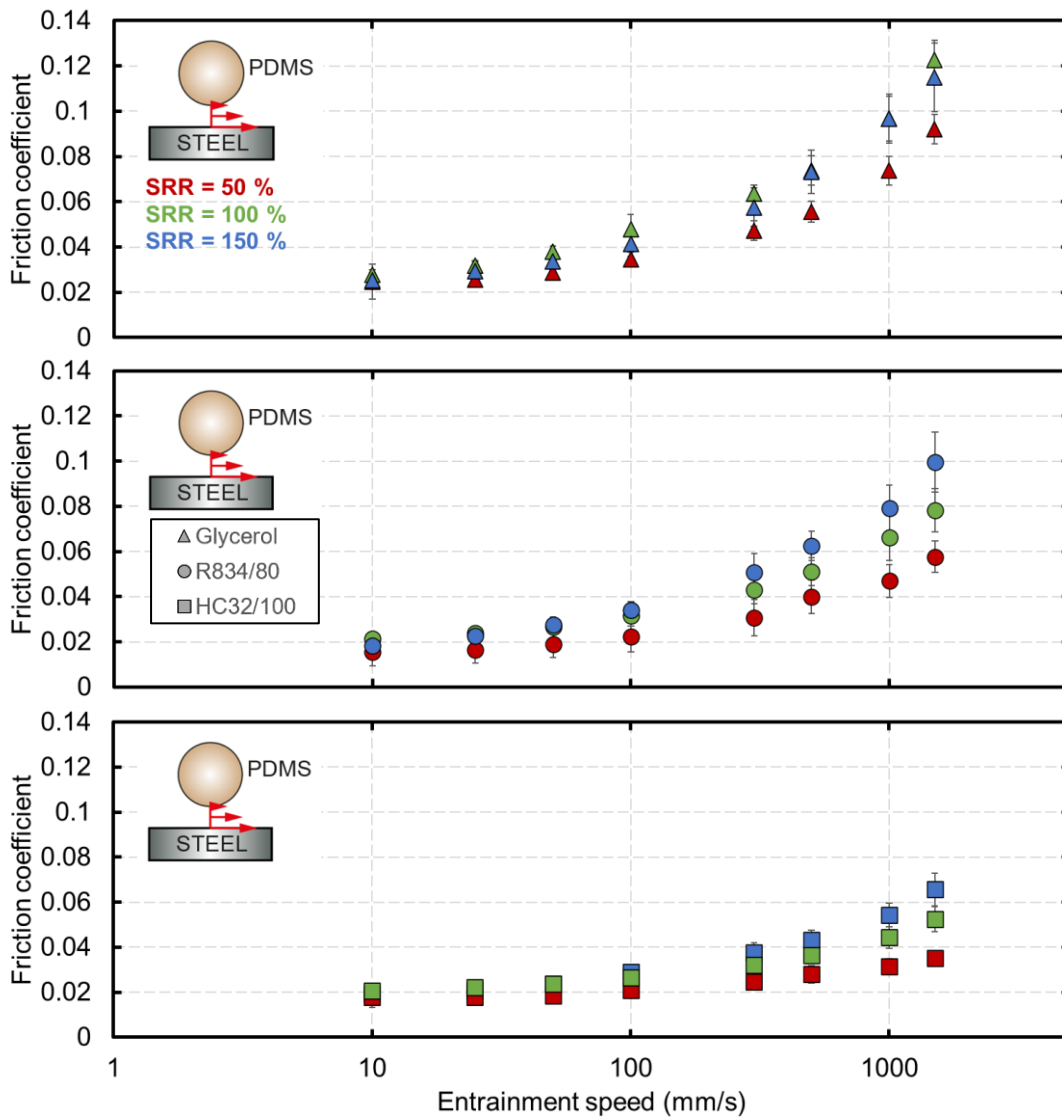 0.14
0.12
0.1
0.08
0.06
0.04
0.02
0
Friction coefficient
PDMS
STEEL
SRR = 50 %
SRR = 100 %
SRR = 150 %
0.14
0.12
0.1
0.08
0.06
0.04
0.02
0
Friction coefficient
PDMS
STEEL
Glycerol
R834/80
HC32/100
0.14
0.12
0.1
0.08
0.06
0.04
0.02
0
Friction coefficient
PDMS
STEEL
1 10 100 1000
Entrainment speed (mm/s)